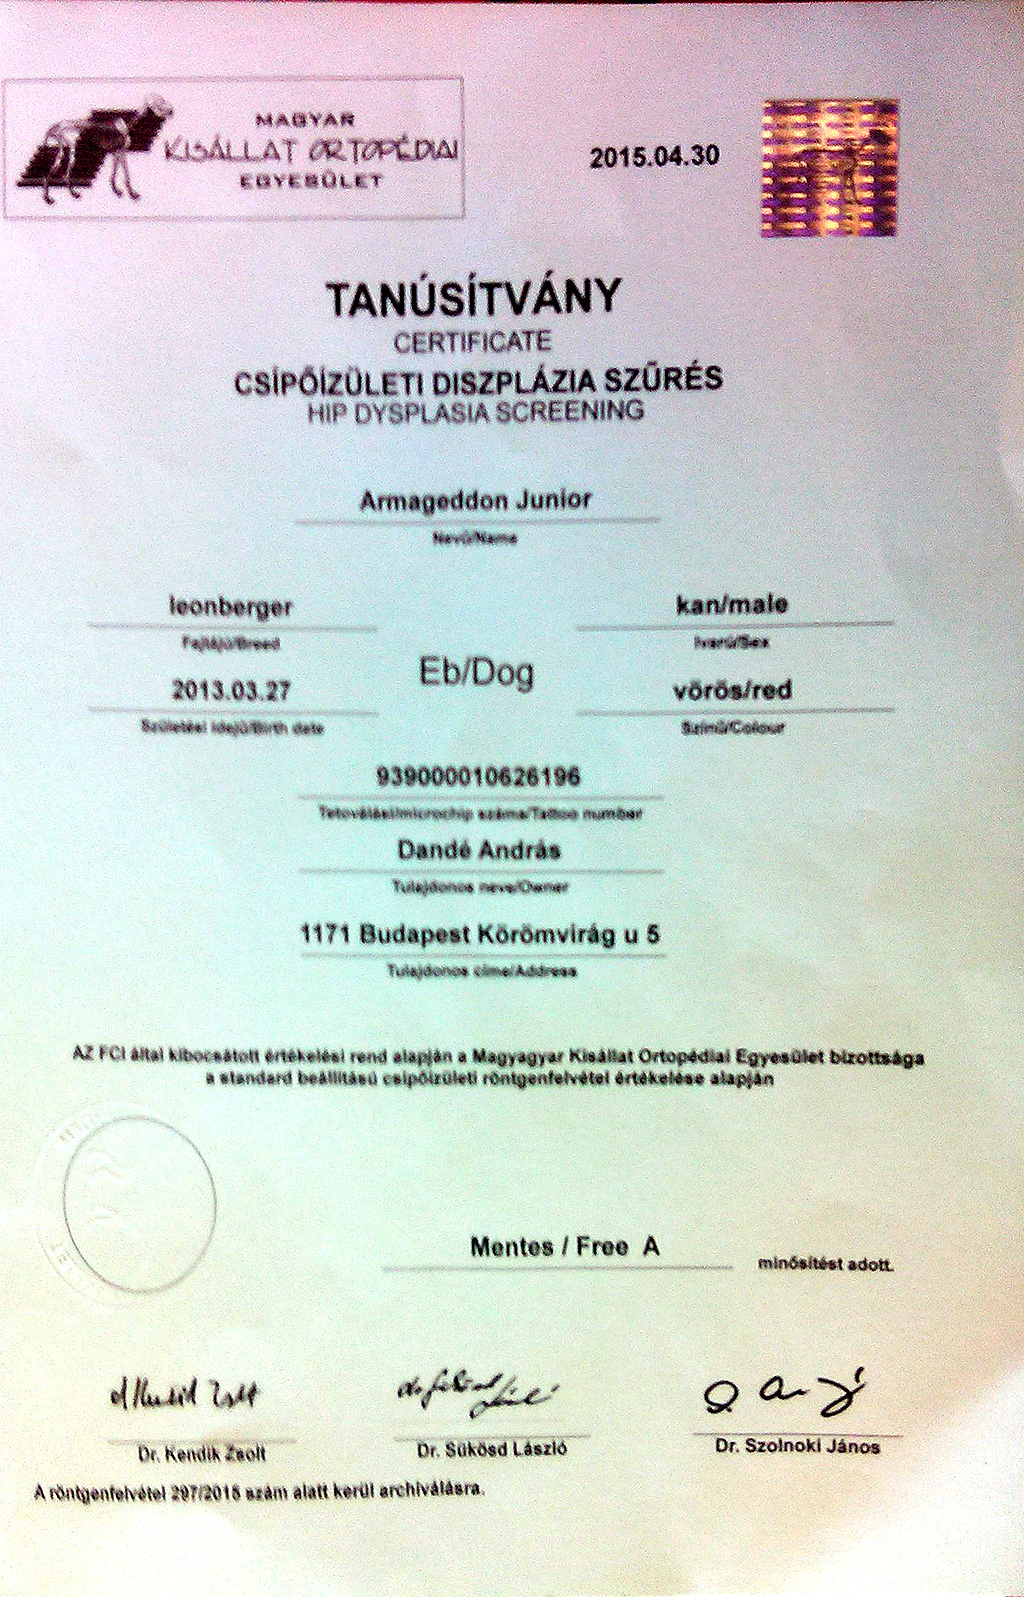 MAGYAR
KISÁLLAT ORTOPÉDIAI
EGYESÜLET
2015.04.30
TANÚSÍTVÁNY
CERTIFICATE
CSÍPŐÍZÜLETI DISZPLÁZIA SZŰRÉS
HIP DYSPLASIA SCREENING
Armageddon Junior
Nevű/Name
leonberger
kan/male
Fajtájú/Breed
Ivarú/Sex
Eb/Dog
2013.03.27
vörös/red
Születési idejű/Birth date
Színű/Colour
939000010626196
Tetoválási/microchip száma/Tattoo number
Dandé András
Tulajdonos neve/Owner
1171 Budapest Körömvirág u 5
Tulajdonos címe/Address
AZ FCI által kibocsátott értékelési rend alapján a Magyagyar Kisállat Ortopédiai Egyesület bizottsága
a standard beállítású csípőízületi röntgenfelvétel értékelése alapján
Mentes / Free A
minősítést adott.
Dr. Kendik Zsolt
Dr. Sükösd László
Dr. Szolnoki János
A röntgenfelvétel 297/2015 szám alatt kerül archiválásra.